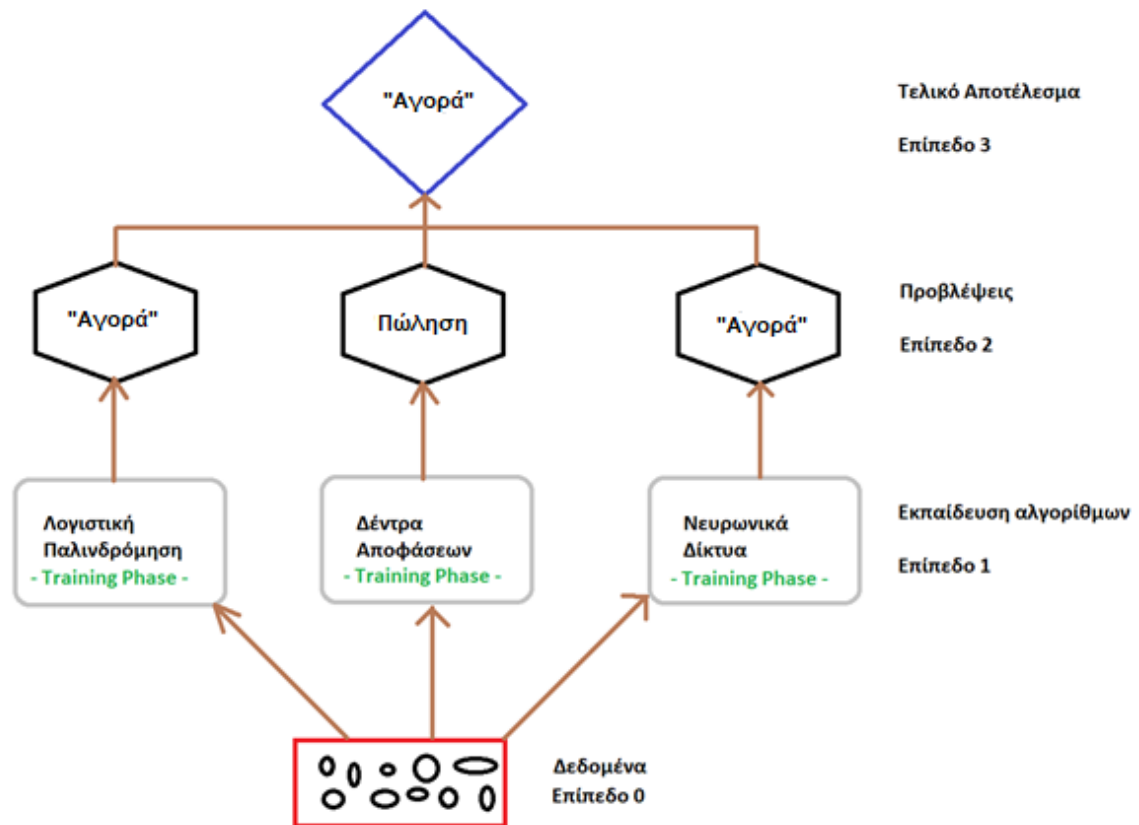 "Αγορά"
Τελικό Αποτέλεσμα
Επίπεδο 3
"Αγορά"
Πώληση
"Αγορά"
Προβλέψεις
Επίπεδο 2
Λογιστική
Παλινδρόμηση
- Training Phase -
Δέντρα
Αποφάσεων
- Training Phase -
Νευρωνικά
Δίκτυα
- Training Phase -
Εκπαίδευση αλγορίθμων
Επίπεδο 1
Δεδομένα
Επίπεδο 0